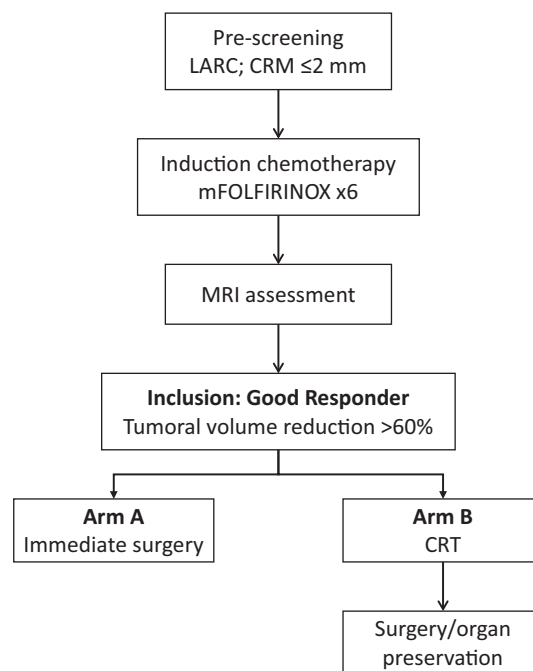 Pre-screening
LARC; CRM ≤2 mm
Induction chemotherapy
mFOLFIRINOX x6
MRI assessment
Inclusion: Good Responder
Tumoral volume reduction >60%
Arm A
Immediate surgery
Arm B
CRT
Surgery/organ
preservation